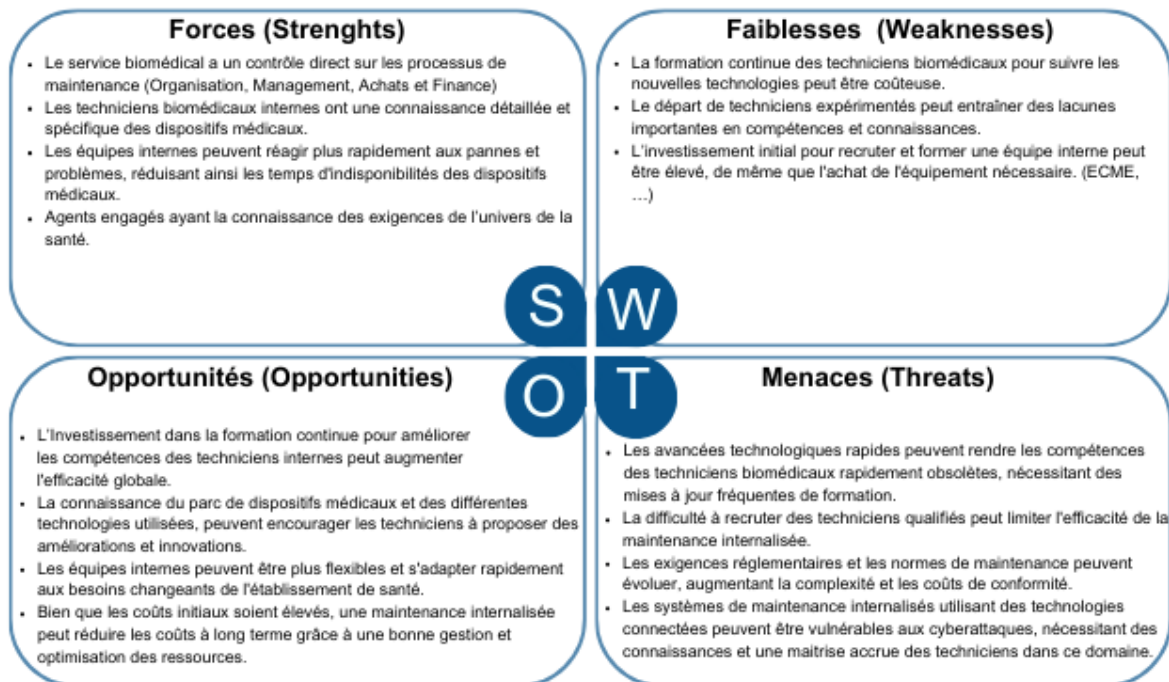 Forces (Strenghts)
• Le service biomédical a un contrôle direct sur les processus de
maintenance (Organisation, Management, Achats et Finance)
• Les techniciens biomédicaux internes ont une connaissance détaillée et
spécifique des dispositifs médicaux.
• Les équipes internes peuvent réagir plus rapidement aux pannes et
problèmes, réduisant ainsi les temps d'indisponibilités des dispositifs
médicaux.
• Agents engagés ayant la connaissance des exigences de l'univers de la
santé.
Faiblesses (Weaknesses)
• La formation continue des techniciens biomédicaux pour suivre les
nouvelles technologies peut être coûteuse.
• Le départ de techniciens expérimentés peut entraîner des lacunes
importantes en compétences et connaissances.
• L'investissement initial pour recruter et former une équipe interne peut
être élevé, de même que l'achat de l'équipement nécessaire. (ECME,
…)
S
W
O
T
Opportunités (Opportunities)
• L'Investissement dans la formation continue pour améliorer
les compétences des techniciens internes peut augmenter
l'efficacité globale.
• La connaissance du parc de dispositifs médicaux et des différentes
technologies utilisées, peuvent encourager les techniciens à proposer des
améliorations et innovations.
• Les équipes internes peuvent être plus flexibles et s'adapter rapidement
aux besoins changeants de l'établissement de santé.
• Bien que les coûts initiaux soient élevés, une maintenance internalisée
peut réduire les coûts à long terme grâce à une bonne gestion et
optimisation des ressources.
Menaces (Threats)
• Les avancées technologiques rapides peuvent rendre les compétences
des techniciens biomédicaux rapidement obsolètes, nécessitant des
mises à jour fréquentes de formation.
• La difficulté à recruter des techniciens qualifiés peut limiter l'efficacité de la
maintenance internalisée.
• Les exigences réglementaires et les normes de maintenance peuvent
évoluer, augmentant la complexité et les coûts de conformité.
• Les systèmes de maintenance internalisés utilisant des technologies
connectées peuvent être vulnérables aux cyberattaques, nécessitant des
connaissances et une maitrise accrue des techniciens dans ce domaine.